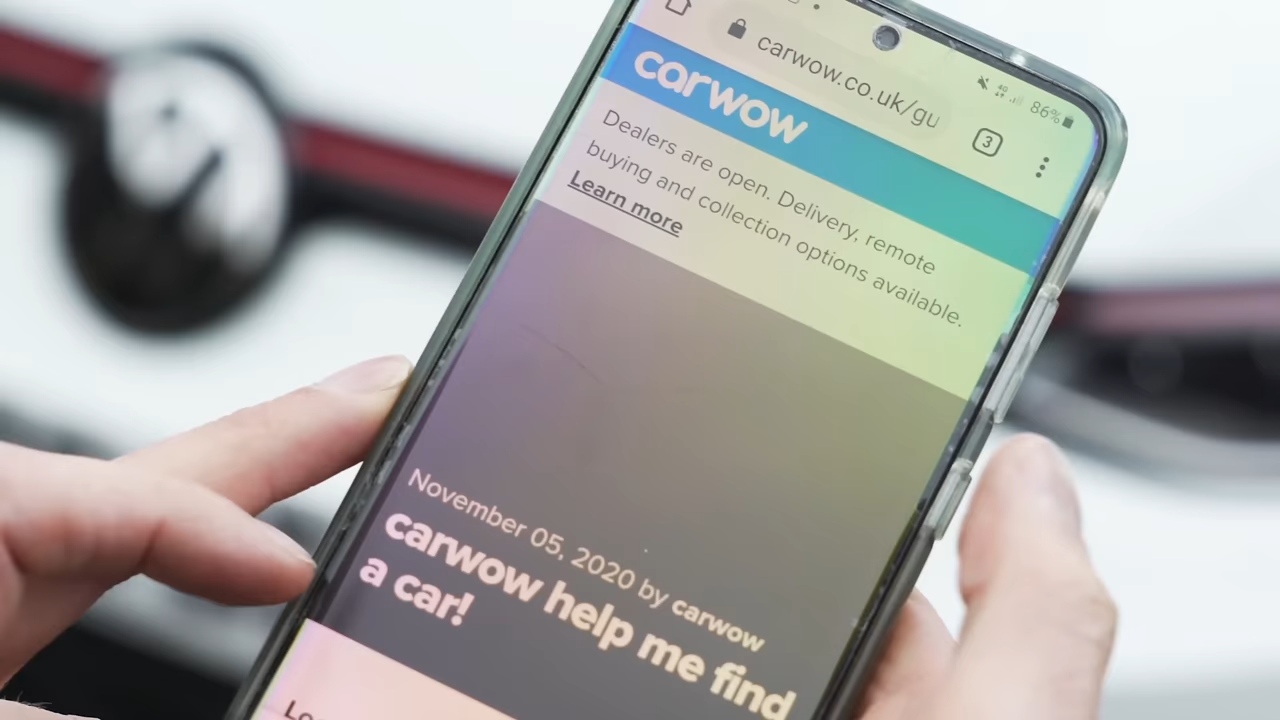 carwow.co.uk/gu
3
4G
86%
carwow
Dealers are open. Delivery, remote
buying and collection options available.
Learn more
November 05, 2020 by carwow
carwow help me find
a car!